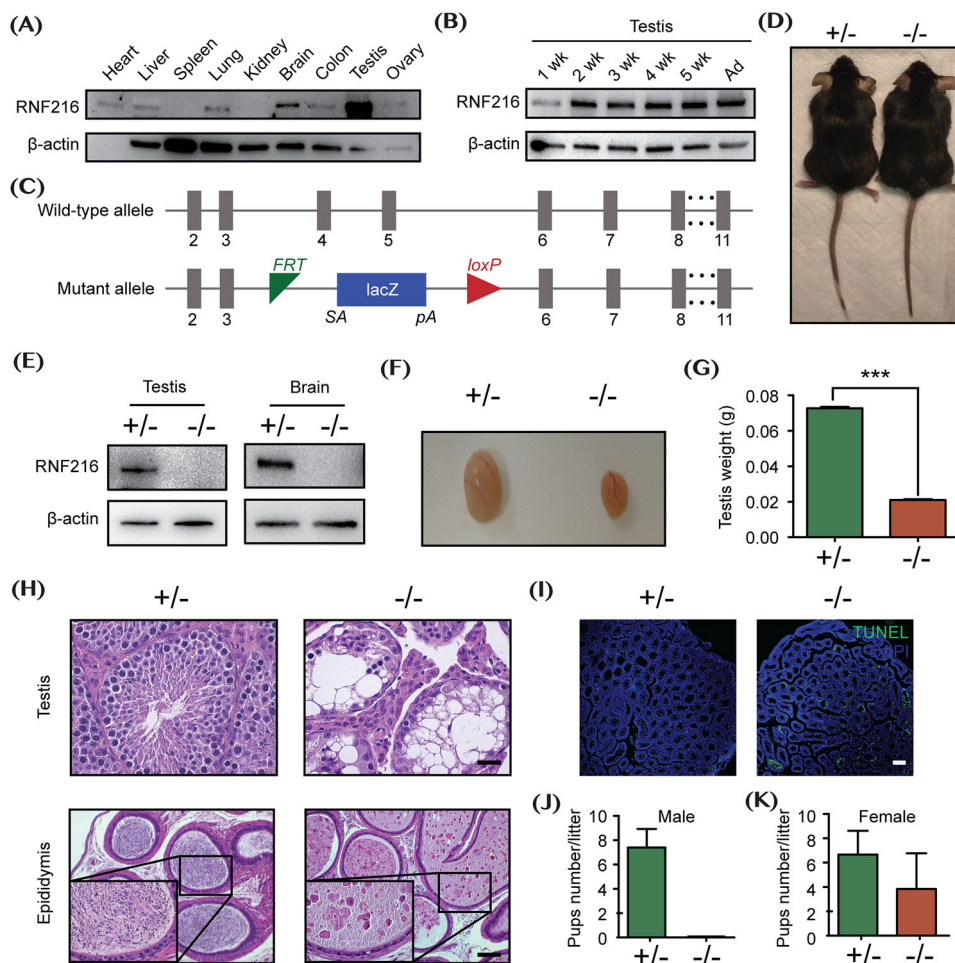 (A)
Heart Liver Spleen Lung Kidney Brain Colon Testis Ovary
RNF216
β-actin
(B)
Testis
1 wk 2 wk 3 wk 4 wk 5 wk Ad
RNF216
β-actin
(C)
Wild-type allele
2 3 4 5 6 7 8 11
FRT loxP
Mutant allele lacZ
SA pA
2 3 6 7 8 11
(D)
+/- -/-
(E)
Testis Brain
+/- -/- +/- -/-
RNF216
β-actin
(F)
+/- -/-
(G)
***
Testis weight (g)
0.08
0.06
0.04
0.02
0.00
+/- -/-
(H)
+/- -/-
Testis
Epididymis
(I)
+/- -/-
TUNEL
(J)
Male
Pups number/litter
10
8
6
4
2
0
+/- -/-
(K)
Female
Pups number/litter
10
8
6
4
2
0
+/- -/-